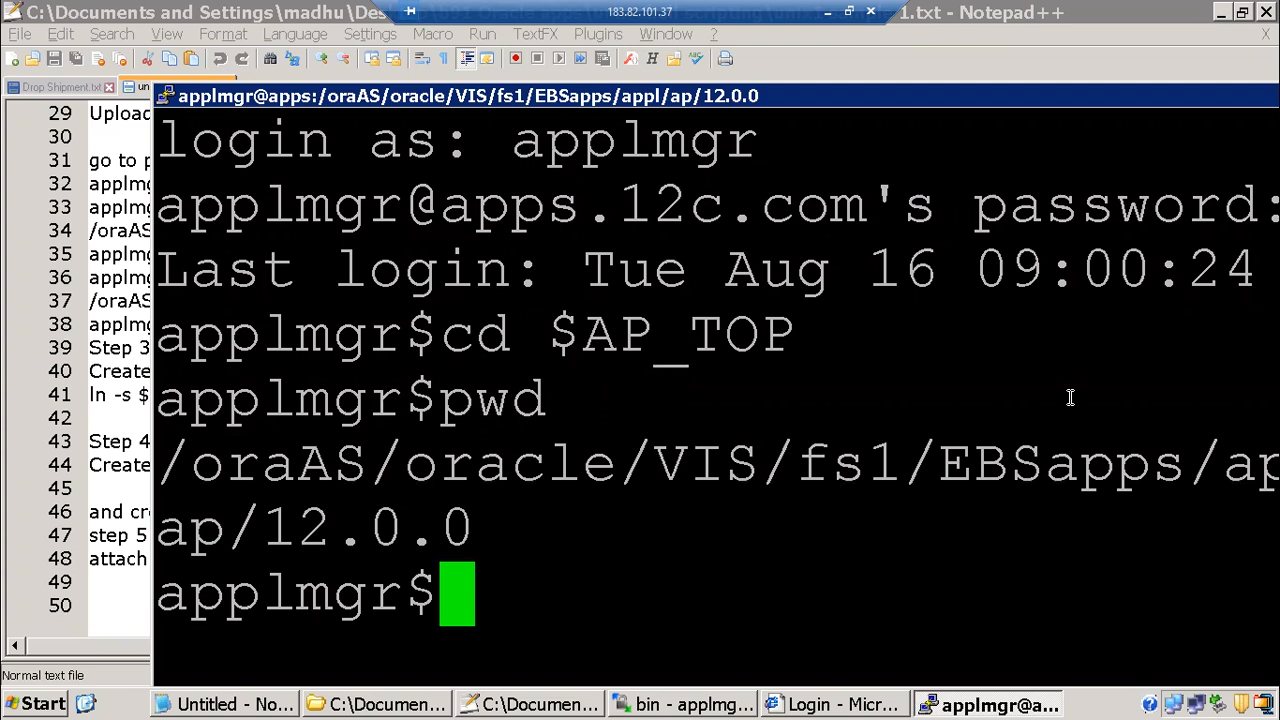 C:\Documents and Settings\madhu\Des 1.txt - Notepad++
183.82.101.37
File Edit Search View Format Language Settings Macro Run TextFX Plugins Window ?
Drop Shipment.txt un
applmgr@apps:/oraAS/oracle/VIS/fs1/EBSapps/appl/ap/12.0.0
29 Upload
30
31 go to p
32 applmg
33 applmg
34 /oraAS
35 applmg
36 applmg
37 /oraAS
38 applmg
39 Step 3
40 Create
41 ln -s $
42
43 Step 4
44 Create
45
46 and cr
47 step 5
48 attach
49
50
login as: applmgr
applmgr@apps.12c.com's password:
Last login: Tue Aug 16 09:00:24
applmgr$cd $AP_TOP
applmgr$pwd
/oraAS/oracle/VIS/fs1/EBSapps/ap
ap/12.0.0
applmgr$
Normal text file
Start Untitled - No... C:\Documen... C:\Documen... bin - applmg... Login - Micr... applmgr@a...